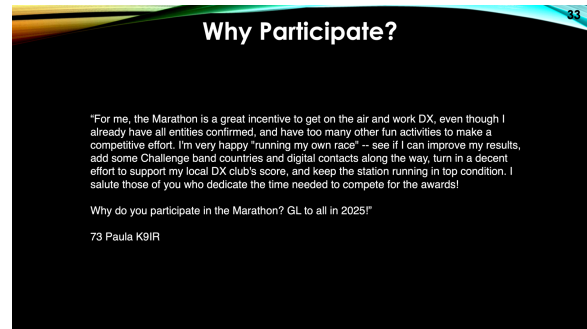 33
Why Participate?
“For me, the Marathon is a great incentive to get on the air and work DX, even though I
already have all entities confirmed, and have too many other fun activities to make a
competitive effort. I'm very happy "running my own race" -- see if I can improve my results,
add some Challenge band countries and digital contacts along the way, turn in a decent
effort to support my local DX club's score, and keep the station running in top condition. I
salute those of you who dedicate the time needed to compete for the awards!
Why do you participate in the Marathon? GL to all in 2025!”
73 Paula K9IR